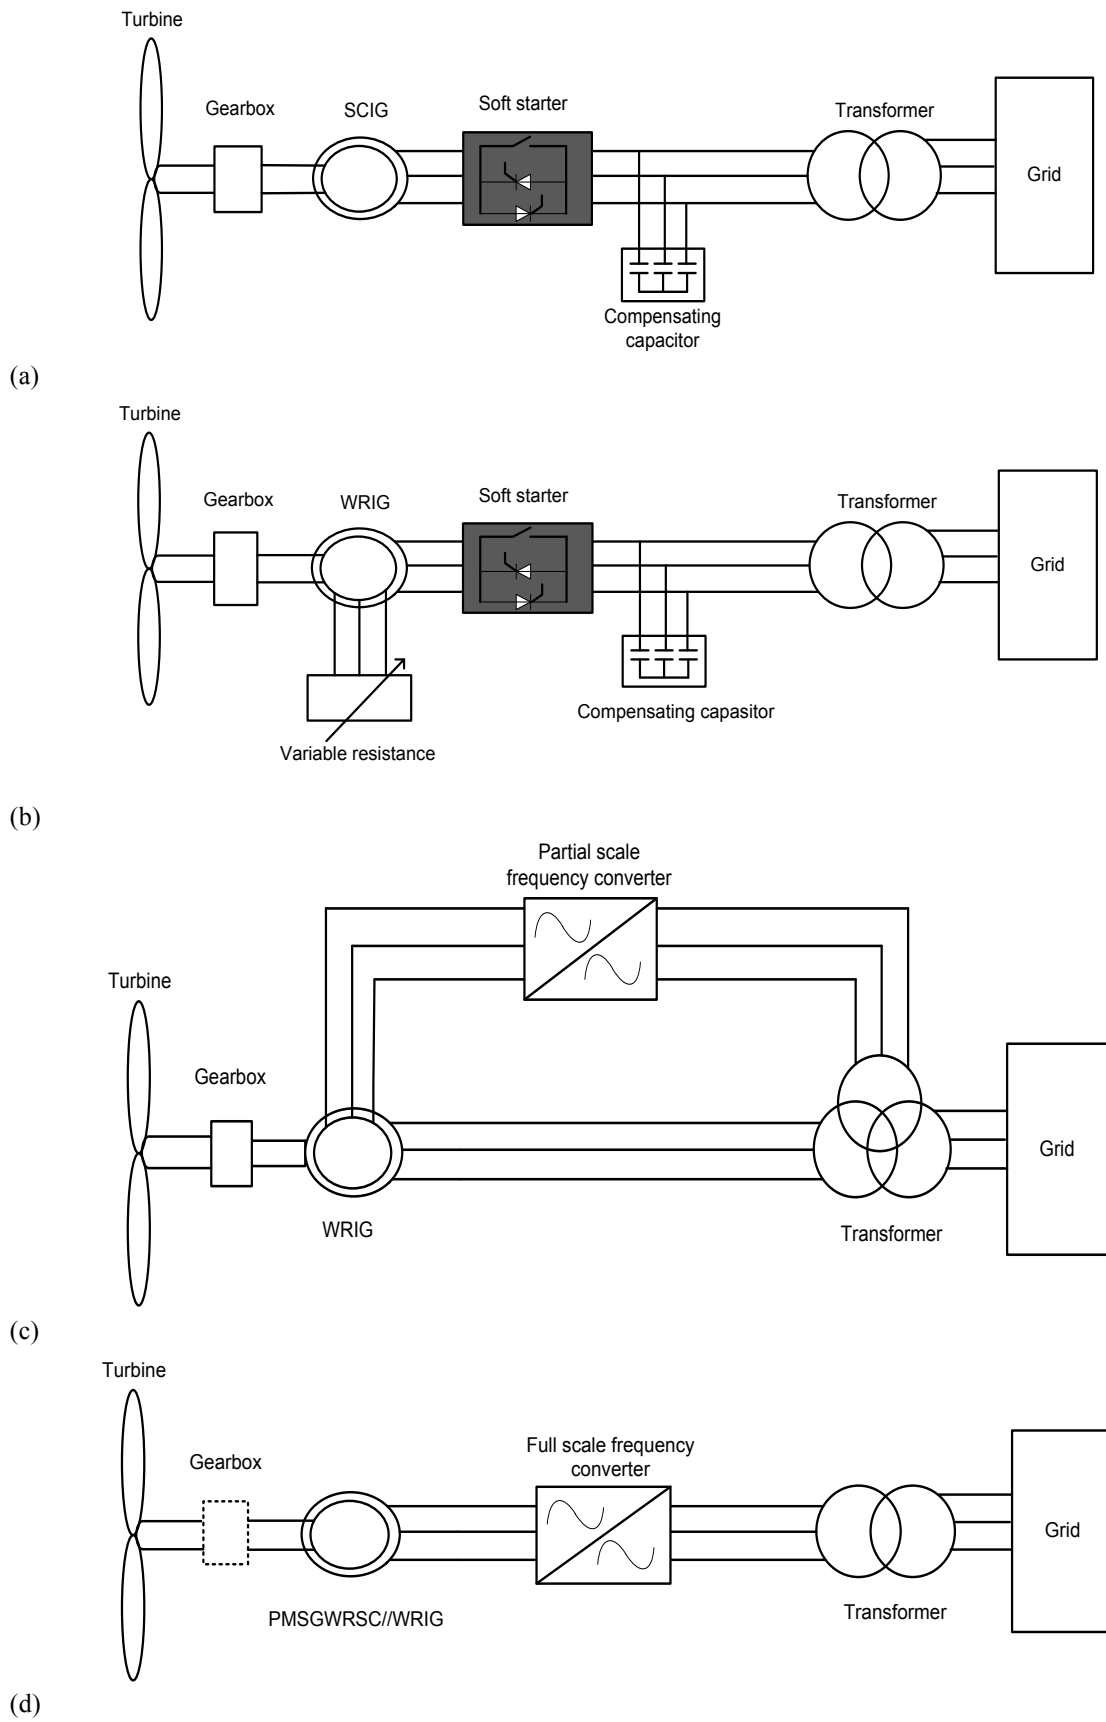 Turbine
Gearbox
SCIG
Soft starter
Transformer
Grid
Compensating
capacitor
(a)
Turbine
Gearbox
WRIG
Soft starter
Transformer
Grid
Compensating capasitor
Variable resistance
(b)
Partial scale
frequency converter
Turbine
Gearbox
Grid
WRIG
Transformer
(c)
Turbine
Gearbox
Full scale frequency
converter
Grid
PMSGWRSC//WRIG
Transformer
(d)